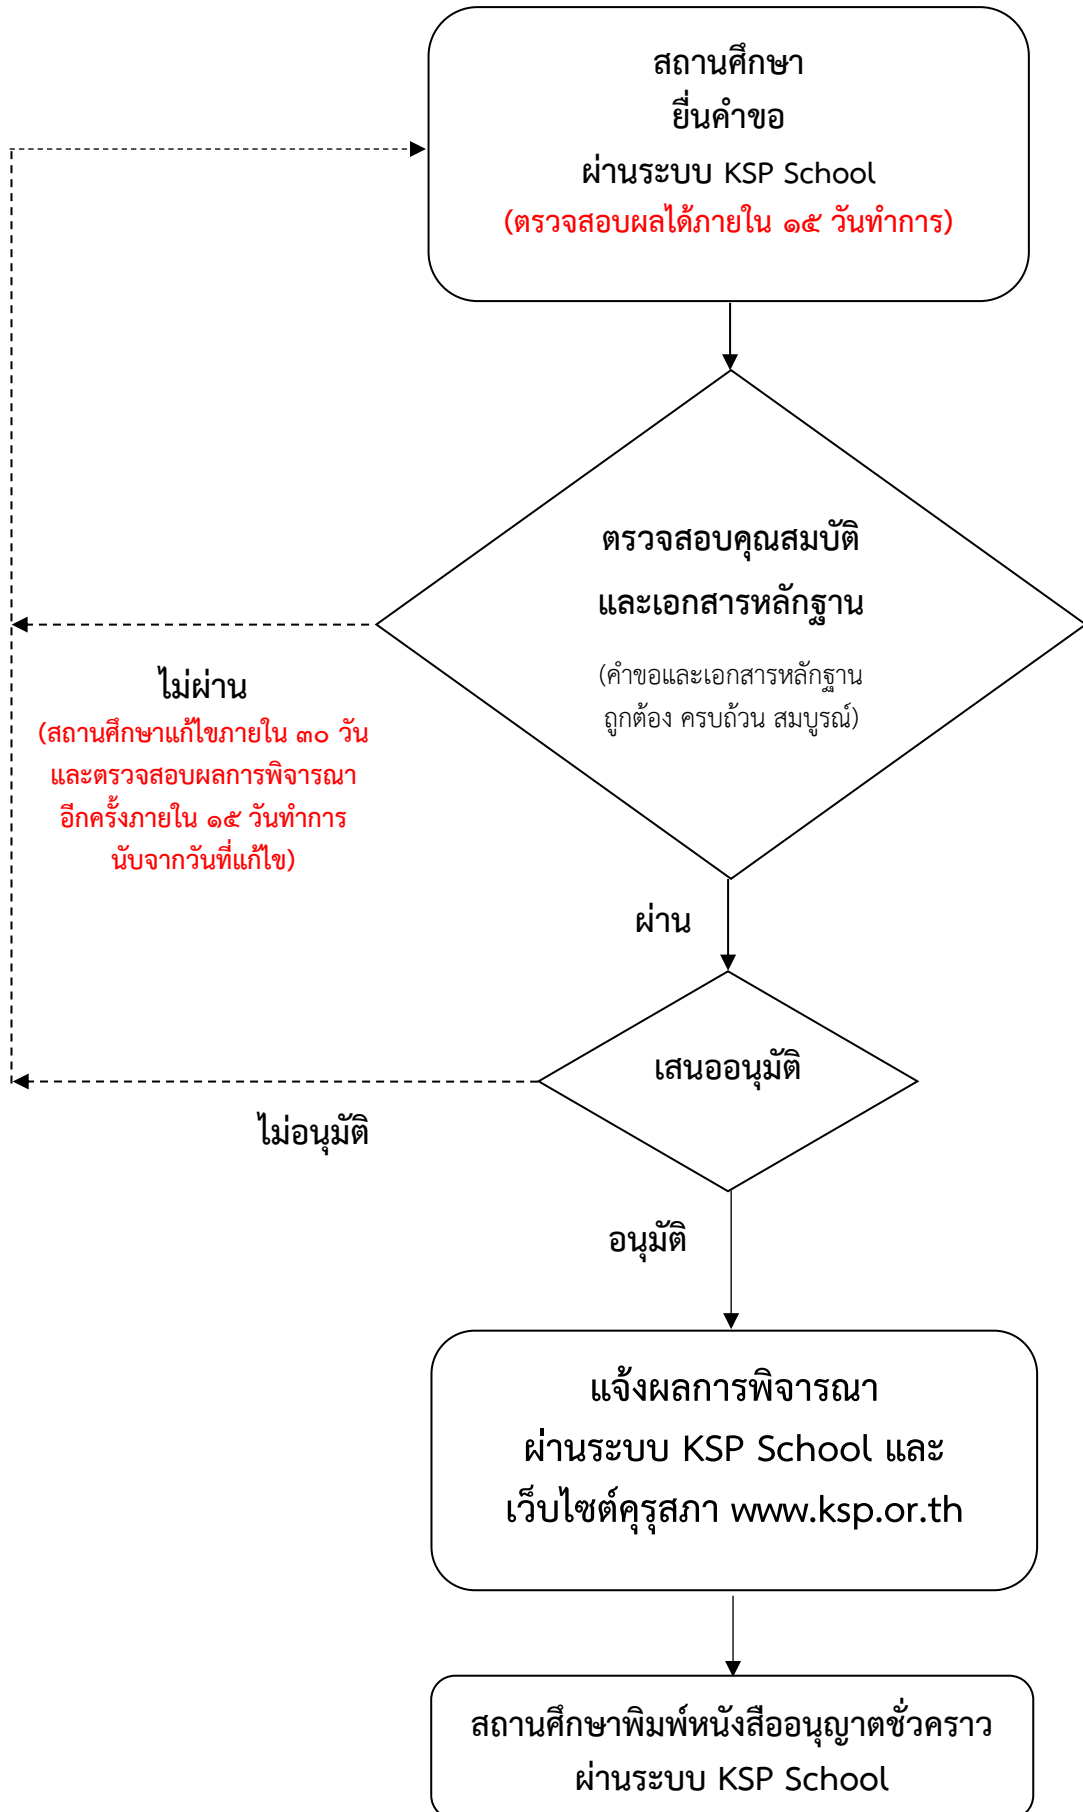 สถานศึกษา
ยื่นคำขอ
ผ่านระบบ KSP School
(ตรวจสอบผลได้ภายใน ๑๕ วันทำการ)
ตรวจสอบคุณสมบัติ
และเอกสารหลักฐาน
(คำขอและเอกสารหลักฐาน
ถูกต้อง ครบถ้วน สมบูรณ์)
ไม่ผ่าน
(สถานศึกษาแก้ไขภายใน ๓๐ วัน
และตรวจสอบผลการพิจารณา
อีกครั้งภายใน ๑๕ วันทำการ
นับจากวันที่แก้ไข)
ผ่าน
เสนออนุมัติ
ไม่อนุมัติ
อนุมัติ
แจ้งผลการพิจารณา
ผ่านระบบ KSP School และ
เว็บไซต์คุรุสภา www.ksp.or.th
สถานศึกษาพิมพ์หนังสืออนุญาตชั่วคราว
ผ่านระบบ KSP School